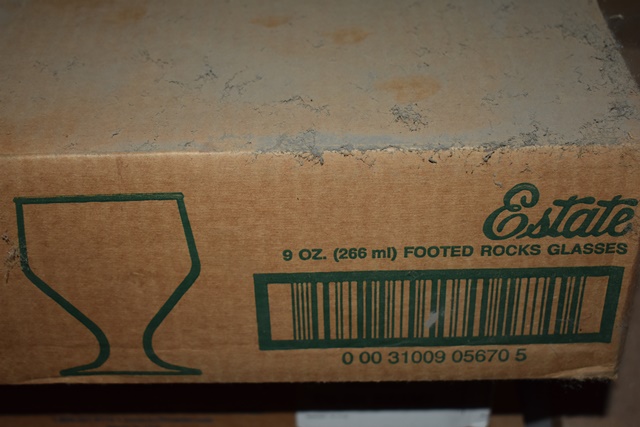 Estate
9 OZ. (266 ml) FOOTED ROCKS GLASSES
0 00 31009 05670 5